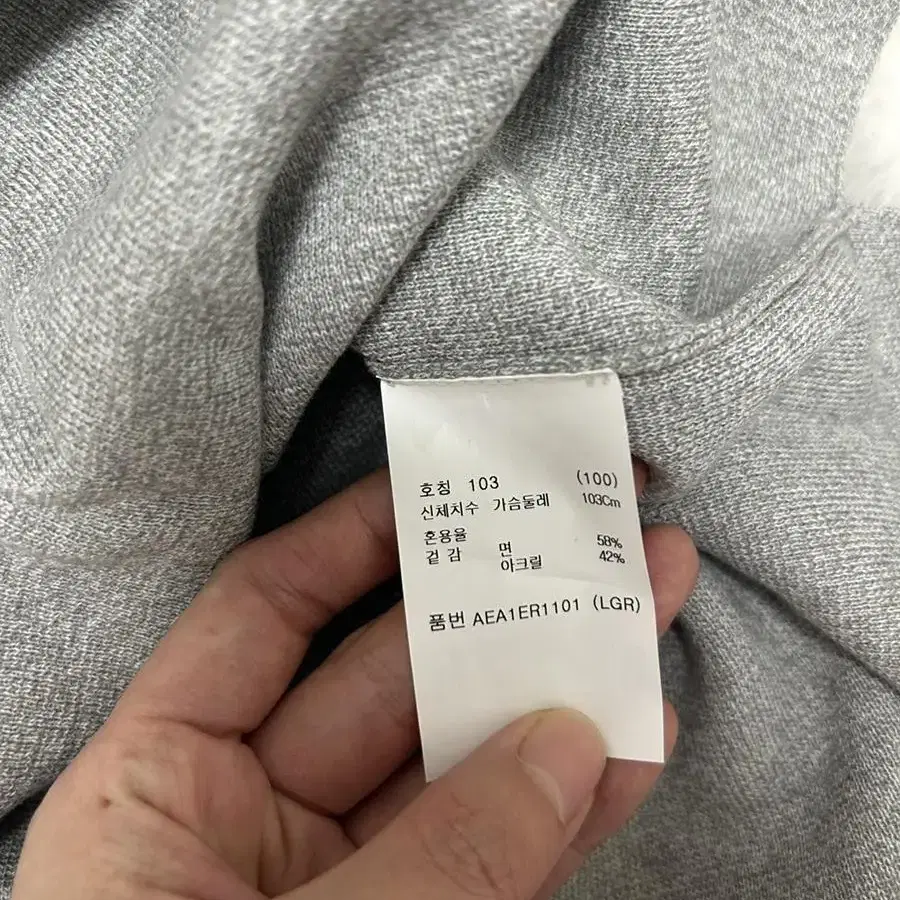 호칭 103 (100)
신체치수 가슴둘레 103Cm
혼용율
겉감 면 58%
아크릴 42%
품번 AEA1ER1101 (LGR)